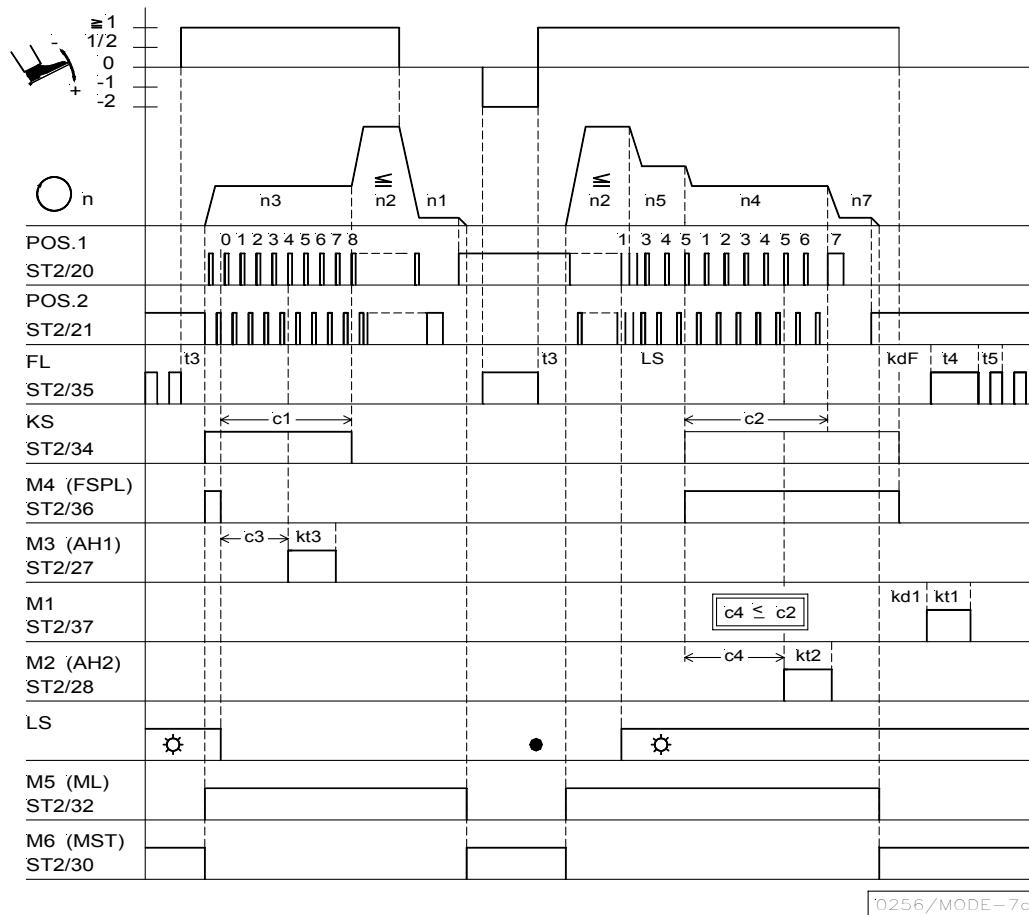 ≧ 1
1/2
0
-1
-2
-
+
n
n3
≦
n2
n1
≦
n2
n5
n4
n7
POS.1
ST2/20
0 1 2 3 4 5 6 7 8
1 3 4 5 1 2 3 4 5 6 7
POS.2
ST2/21
FL
ST2/35
t3
t3
LS
kdF
t4
t5
KS
ST2/34
c1
c2
M4 (FSPL)
ST2/36
M3 (AH1)
ST2/27
c3
kt3
M1
ST2/37
c4 ≤ c2
kd1
kt1
M2 (AH2)
ST2/28
c4
kt2
LS
M5 (ML)
ST2/32
M6 (MST)
ST2/30
0256/MODE-7c